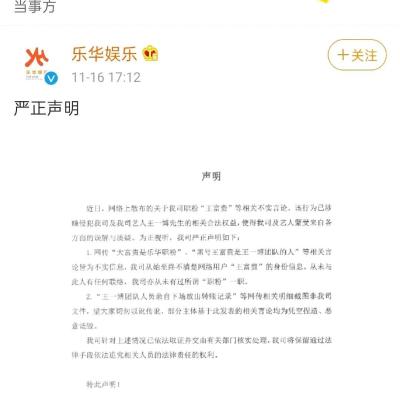 当事方
乐华娱乐
11-16 17:12
+关注
乐华娱乐
严正声明
声明
近日，网络上散布的关于我司职粉“王富贵”等相关不实言论，该行为已涉
嫌侵犯我司及我司艺人王一博先生的相关合法权益，使得我司及艺人蒙受来自各
方面的误解与质疑。为正视听，我司严正声明如下：
1. 网传“大富贵是乐华职粉”、“黑号王富贵是王一博团队的人”等相关言
论皆为不实信息，我司从始至终不清楚网络用户“王富贵”的身份信息，从未与
此人有任何联络，我司亦从未有过所谓“职粉”一职。
2. “王一博团队人员亲自下场放出转账记录”等网传相关明细截图非我司
文件，望大家切勿以讹传讹，部分主体基于此发表的相关言论均为凭空捏造、恶
意诋毁。
我司针对上述情况已依法取证并交由有关部门核实处理，我司将保留通过法
律手段依法追究相关人员的法律责任的权利。
特此声明！